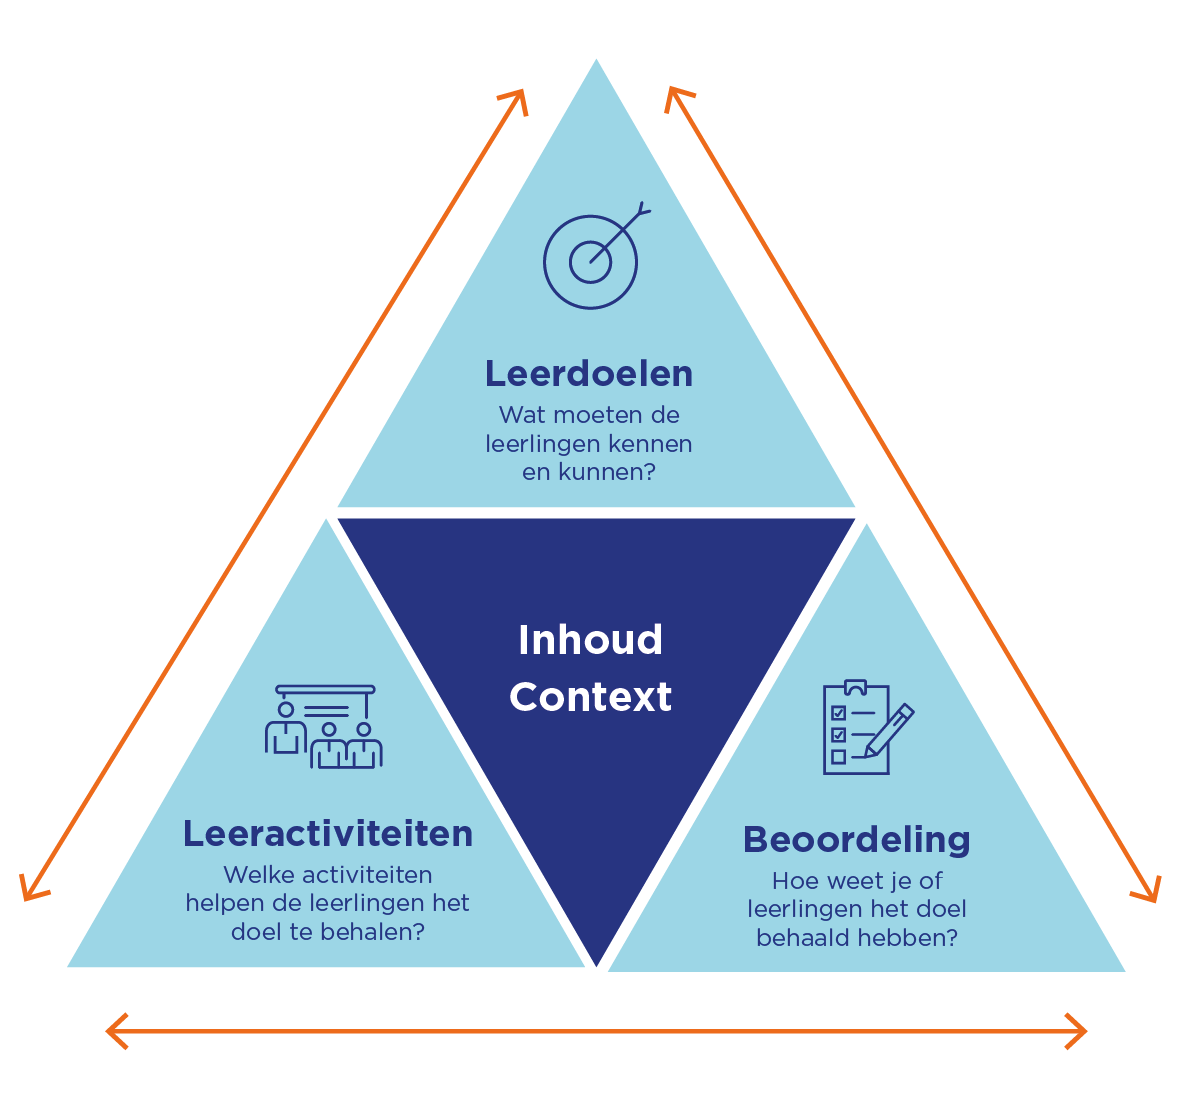 Leerdoelen
Wat moeten de
leerlingen kennen
en kunnen?
Inhoud
Context
Leeractiviteiten
Welke activiteiten
helpen de leerlingen het
doel te behalen?
Beoordeling
Hoe weet je of
leerlingen het doel
behaald hebben?